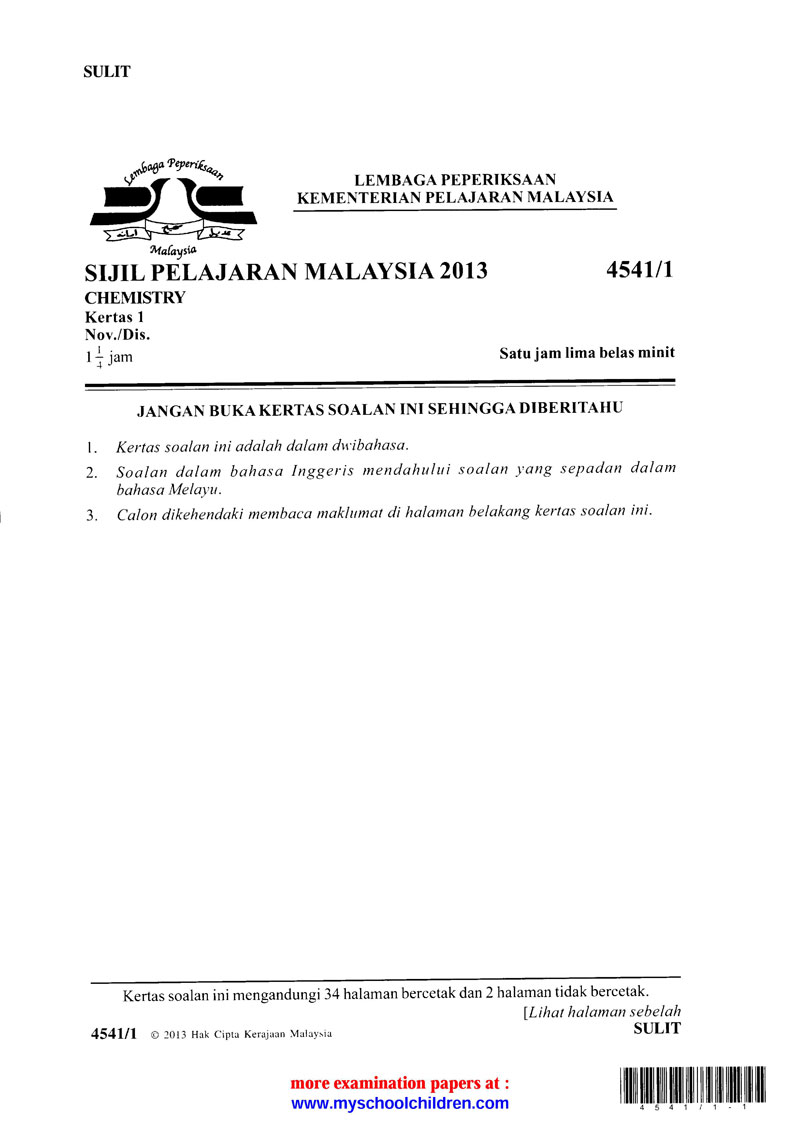 SULIT
Lembaga Peperiksaan
Malaysia
LEMBAGA PEPERIKSAAN
KEMENTERIAN PELAJARAN MALAYSIA
SIJIL PELAJARAN MALAYSIA 2013 4541/1
CHEMISTRY
Kertas 1
Nov./Dis.
1 1/4 jam Satu jam lima belas minit
JANGAN BUKA KERTAS SOALAN INI SEHINGGA DIBERITAHU
1. Kertas soalan ini adalah dalam dwibahasa.
2. Soalan dalam bahasa Inggeris mendahului soalan yang sepadan dalam
bahasa Melayu.
3. Calon dikehendaki membaca maklumat di halaman belakang kertas soalan ini.
Kertas soalan ini mengandungi 34 halaman bercetak dan 2 halaman tidak bercetak.
[Lihat halaman sebelah
4541/1 © 2013 Hak Cipta Kerajaan Malaysia SULIT
more examination papers at :
www.myschoolchildren.com
4 5 4 1 / 1 - 1